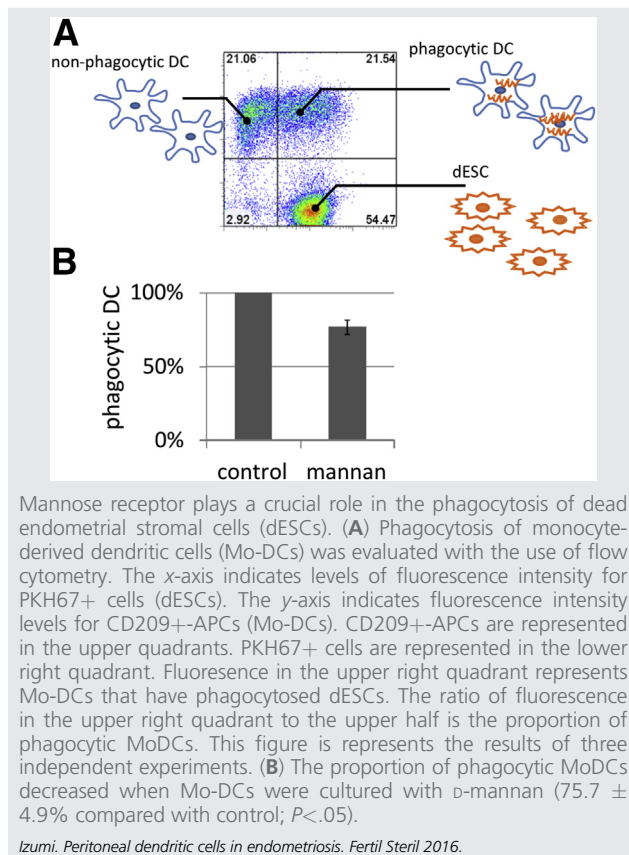 A
non-phagocytic DC
21.06
21.54
phagocytic DC
dESC
2.92
54.47
B
phagocytic DC
100%
50%
0%
control
mannan
Mannose receptor plays a crucial role in the phagocytosis of dead
endometrial stromal cells (dESCs). (A) Phagocytosis of monocyte-
derived dendritic cells (Mo-DCs) was evaluated with the use of flow
cytometry. The x-axis indicates levels of fluorescence intensity for
PKH67+ cells (dESCs). The y-axis indicates fluorescence intensity
levels for CD209+-APCs (Mo-DCs). CD209+-APCs are represented
in the upper quadrants. PKH67+ cells are represented in the lower
right quadrant. Fluoresence in the upper right quadrant represents
Mo-DCs that have phagocytosed dESCs. The ratio of fluorescence
in the upper right quadrant to the upper half is the proportion of
phagocytic MoDCs. This figure is represents the results of three
independent experiments. (B) The proportion of phagocytic MoDCs
decreased when Mo-DCs were cultured with D-mannan (75.7 ±
4.9% compared with control; P<.05).
Izumi. Peritoneal dendritic cells in endometriosis. Fertil Steril 2016.